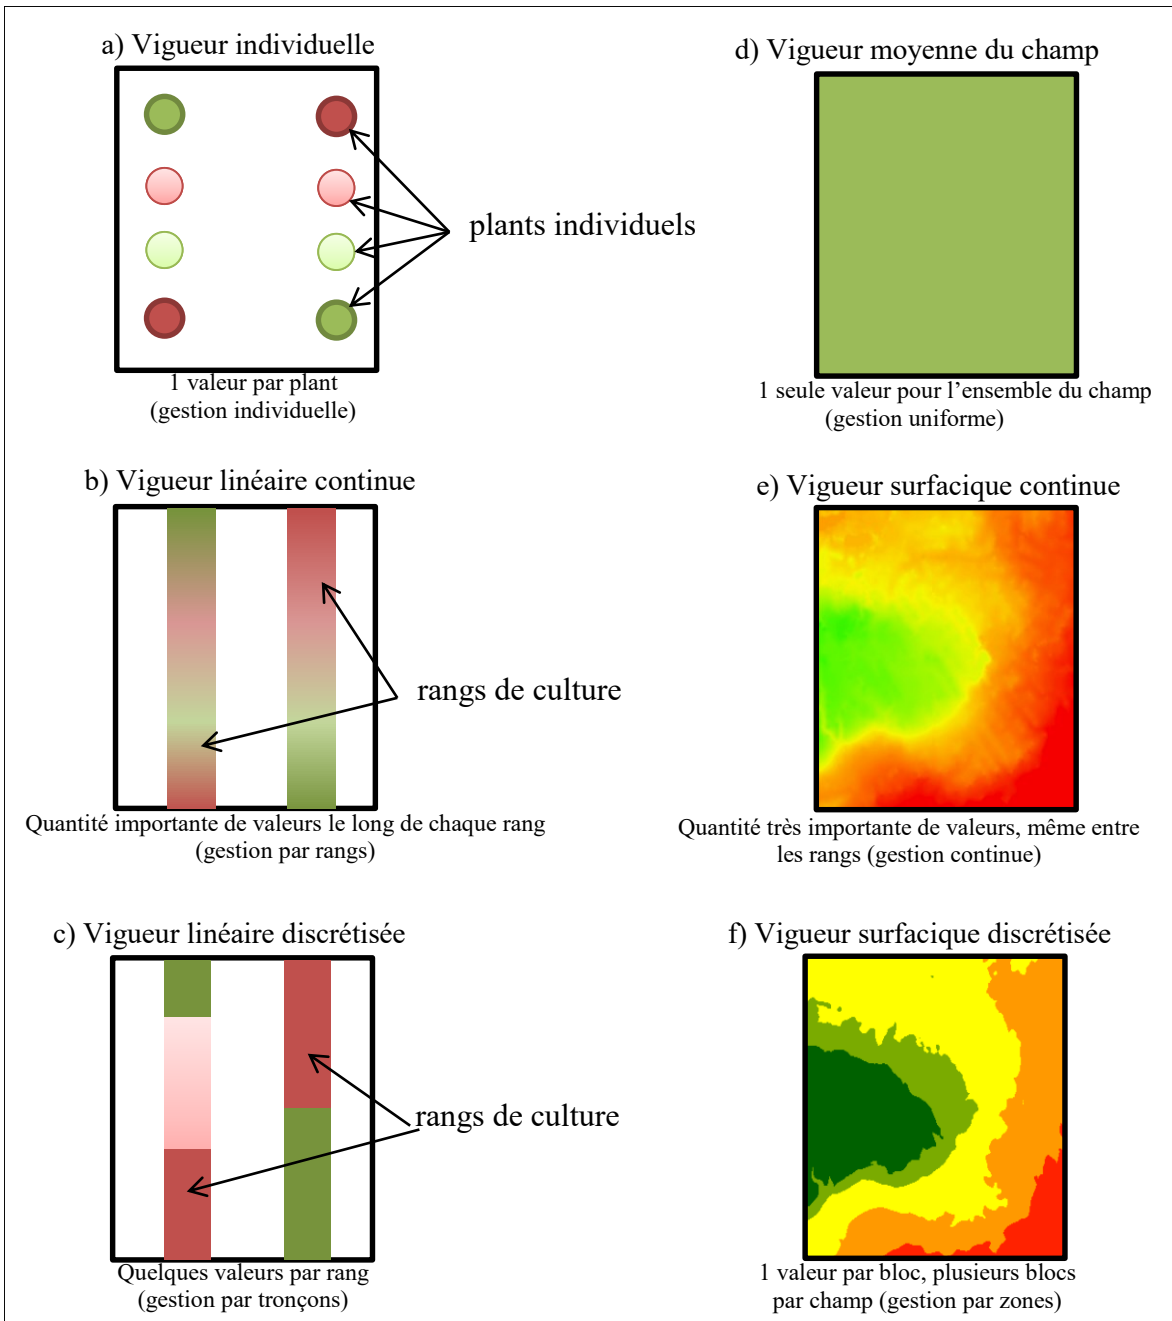 a) Vigueur individuelle
plants individuels
1 valeur par plant
(gestion individuelle)
d) Vigueur moyenne du champ
1 seule valeur pour l’ensemble du champ
(gestion uniforme)
b) Vigueur linéaire continue
rangs de culture
Quantité importante de valeurs le long de chaque rang
(gestion par rangs)
e) Vigueur surfacique continue
Quantité très importante de valeurs, même entre
les rangs (gestion continue)
c) Vigueur linéaire discrétisée
rangs de culture
Quelques valeurs par rang
(gestion par tronçons)
f) Vigueur surfacique discrétisée
1 valeur par bloc, plusieurs blocs
par champ (gestion par zones)